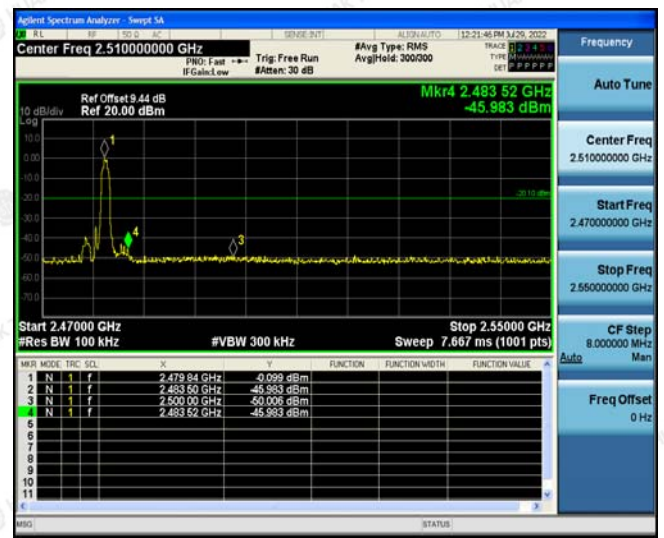 Agilent Spectrum Analyzer - Swept SA
RL RF 50 Ω AC SENSE:INT ALIGNAUTO 12:21:46 PM Jul 29, 2022
Center Freq 2.510000000 GHz
PNO: Fast
IFGain:Low
Trig: Free Run
#Atten: 30 dB
#Avg Type: RMS
Avg|Hold: 300/300
TRACE 1 2 3 4 5 6
TYPE
DET P P P P P P
Frequency
Auto Tune
Center Freq
2.510000000 GHz
Start Freq
2.470000000 GHz
Stop Freq
2.550000000 GHz
CF Step
8.000000 MHz
Auto Man
Freq Offset
0 Hz
Mkr4 2.483 52 GHz
-45.983 dBm
Ref Offset 9.44 dB
10 dB/div Ref 20.00 dBm
Log
10.0
0.00
-10.0
-20.0
-30.0
-40.0
-50.0
-60.0
-70.0
-20.10 dBm
1
4
3
Start 2.47000 GHz Stop 2.55000 GHz
#Res BW 100 kHz #VBW 300 kHz Sweep 7.667 ms (1001 pts)
MKR MODE TRC SCL X Y FUNCTION FUNCTION WIDTH FUNCTION VALUE
1 N 1 f 2.479 84 GHz -0.099 dBm
2 N 1 f 2.483 50 GHz -45.983 dBm
3 N 1 f 2.500 00 GHz -50.006 dBm
4 N 1 f 2.483 52 GHz -45.983 dBm
5
6
7
8
9
10
11
MSG STATUS